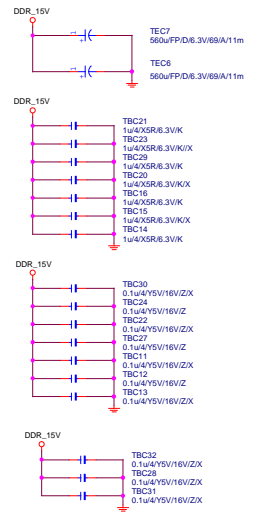 DDR_15V
TEC7
560u/FP/D/6.3V/69/A/11m
1
+
TEC6
560u/FP/D/6.3V/69/A/11m
1
+
DDR_15V
TBC21
1u/4/X5R/6.3V/K
TBC23
1u/4/X5R/6.3V/K//X
TBC29
1u/4/X5R/6.3V/K
TBC20
1u/4/X5R/6.3V/K/X
TBC16
1u/4/X5R/6.3V/K
TBC15
1u/4/X5R/6.3V/K/X
TBC14
1u/4/X5R/6.3V/K
DDR_15V
TBC30
0.1u/4/Y5V/16V/Z/X
TBC24
0.1u/4/Y5V/16V/Z
TBC22
0.1u/4/Y5V/16V/Z/X
TBC27
0.1u/4/Y5V/16V/Z
TBC11
0.1u/4/Y5V/16V/Z/X
TBC12
0.1u/4/Y5V/16V/Z
TBC13
0.1u/4/Y5V/16V/Z/X
DDR_15V
TBC32
0.1u/4/Y5V/16V/Z/X
TBC28
0.1u/4/Y5V/16V/Z/X
TBC31
0.1u/4/Y5V/16V/Z/X